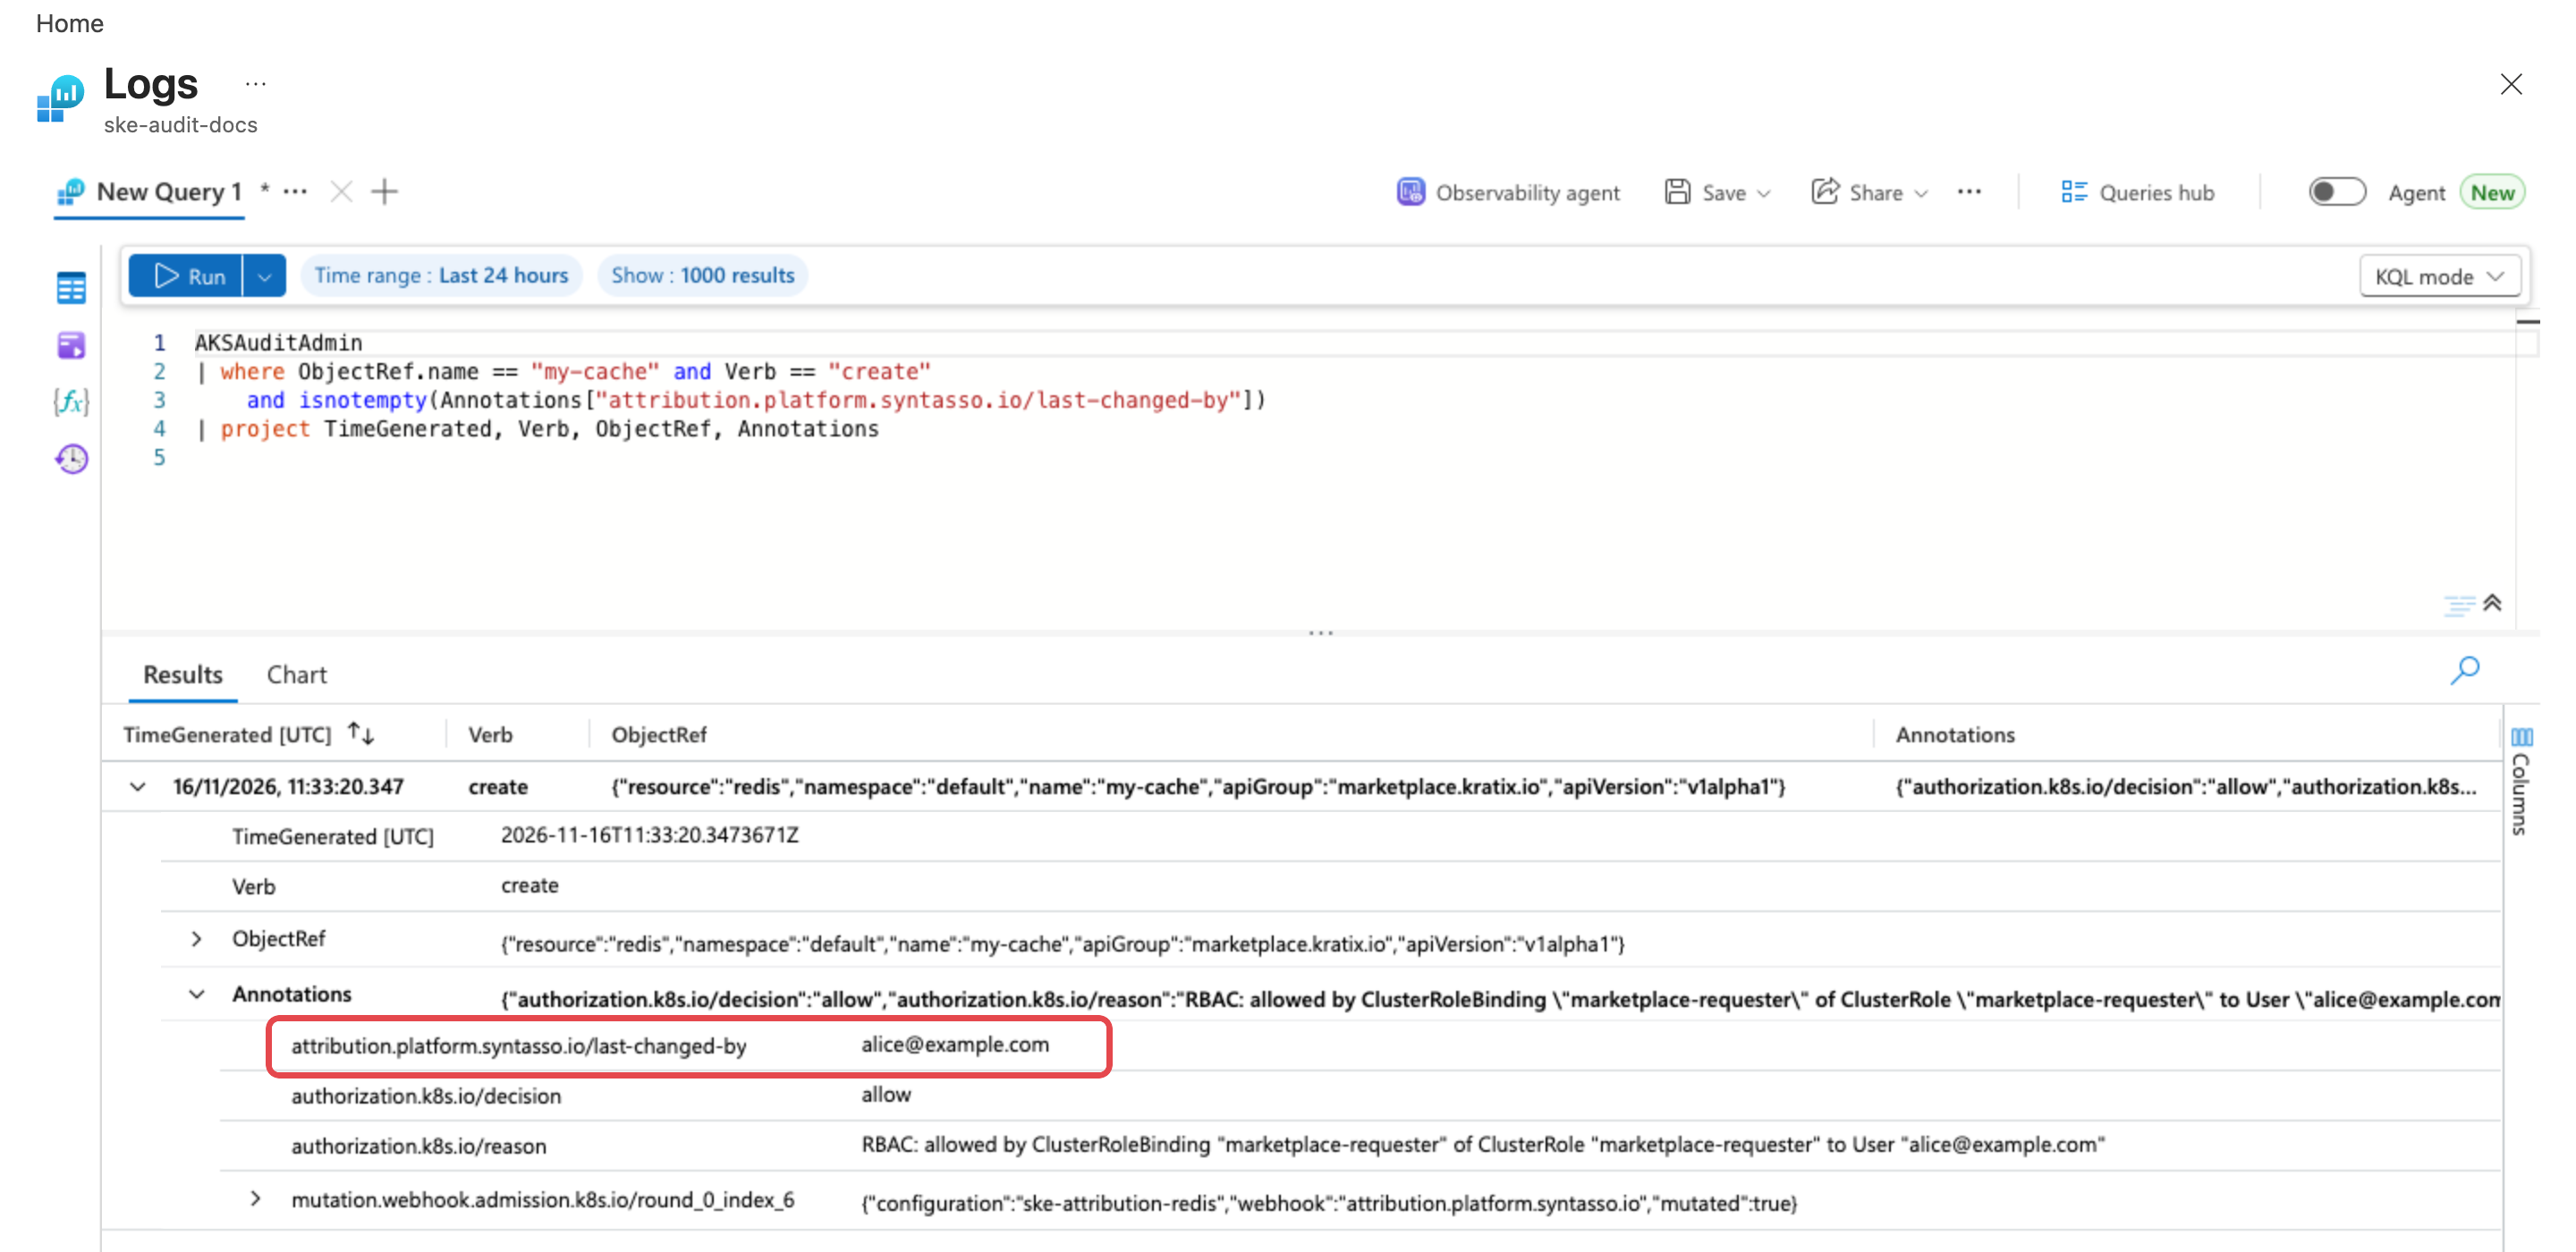 Home
Logs ...
ske-audit-docs
New Query 1 * ...
Observability agent
Save
Share
...
Queries hub
Agent
New
Run
Time range : Last 24 hours
Show : 1000 results
KQL mode
1 AKSAuditAdmin
2 | where ObjectRef.name == "my-cache" and Verb == "create"
3     and isnotempty(Annotations["attribution.platform.syntasso.io/last-changed-by"])
4 | project TimeGenerated, Verb, ObjectRef, Annotations
5
...
Results Chart
TimeGenerated [UTC] Verb ObjectRef Annotations
16/11/2026, 11:33:20.347 create {"resource":"redis","namespace":"default","name":"my-cache","apiGroup":"marketplace.kratix.io","apiVersion":"v1alpha1"} {"authorization.k8s.io/decision":"allow","authorization.k8s...
Columns
TimeGenerated [UTC] 2026-11-16T11:33:20.3473671Z
Verb create
ObjectRef {"resource":"redis","namespace":"default","name":"my-cache","apiGroup":"marketplace.kratix.io","apiVersion":"v1alpha1"}
Annotations {"authorization.k8s.io/decision":"allow","authorization.k8s.io/reason":"RBAC: allowed by ClusterRoleBinding \"marketplace-requester\" of ClusterRole \"marketplace-requester\" to User \"alice@example.com
attribution.platform.syntasso.io/last-changed-by alice@example.com
authorization.k8s.io/decision allow
authorization.k8s.io/reason RBAC: allowed by ClusterRoleBinding "marketplace-requester" of ClusterRole "marketplace-requester" to User "alice@example.com"
mutation.webhook.admission.k8s.io/round_0_index_6 {"configuration":"ske-attribution-redis","webhook":"attribution.platform.syntasso.io","mutated":true}